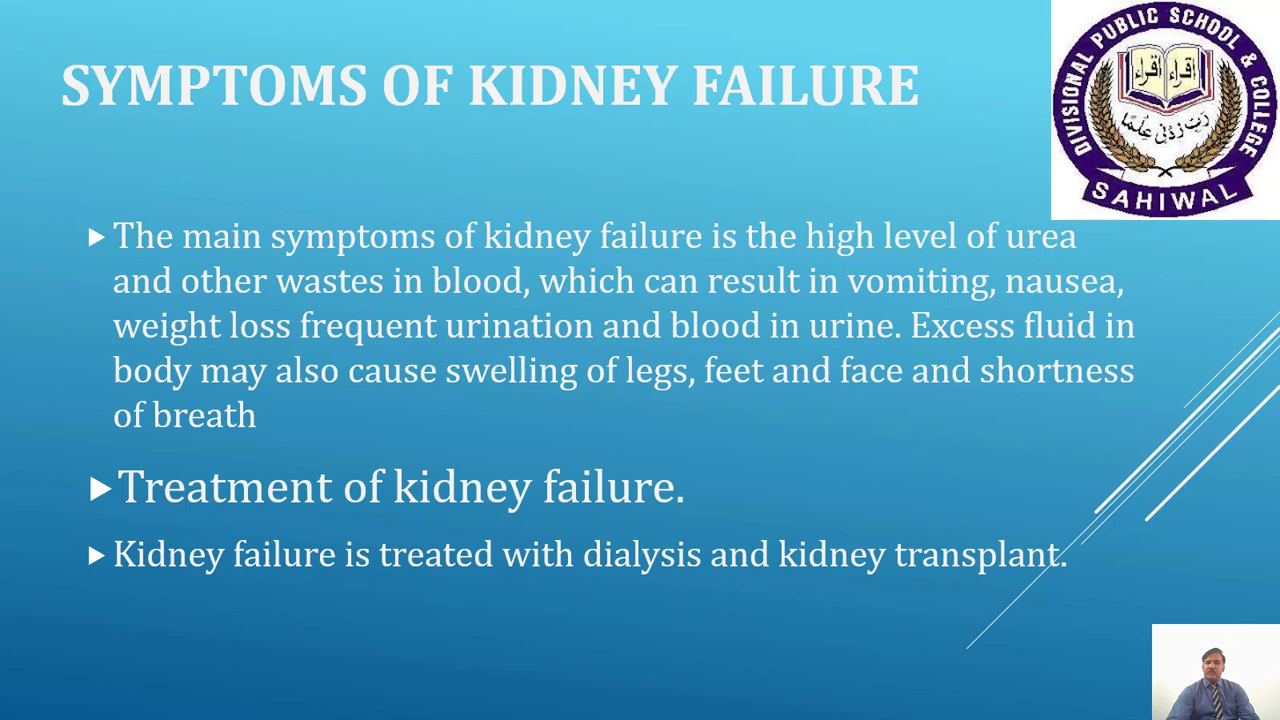 SYMPTOMS OF KIDNEY FAILURE
DIVISIONAL PUBLIC SCHOOL & COLLEGE
اقراء اقراء
رَبِّ زِدْنِي عِلْمًا
SAHIWAL
The main symptoms of kidney failure is the high level of urea
and other wastes in blood, which can result in vomiting, nausea,
weight loss frequent urination and blood in urine. Excess fluid in
body may also cause swelling of legs, feet and face and shortness
of breath
Treatment of kidney failure.
Kidney failure is treated with dialysis and kidney transplant.